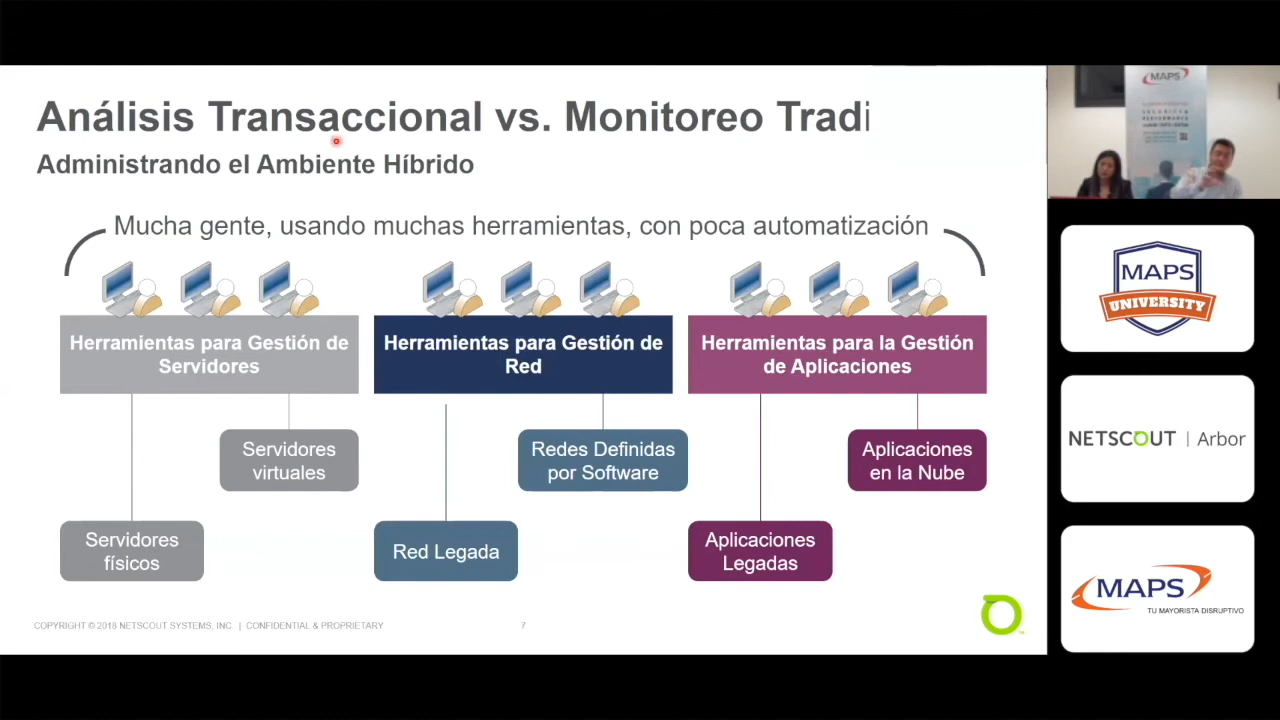 Análisis Transaccional vs. Monitoreo Tradi
Administrando el Ambiente Híbrido
Mucha gente, usando muchas herramientas, con poca automatización
Herramientas para Gestión de
Servidores
Herramientas para Gestión de
Red
Herramientas para la Gestión
de Aplicaciones
Servidores
virtuales
Redes Definidas
por Software
Aplicaciones
en la Nube
Servidores
físicos
Red Legada
Aplicaciones
Legadas
COPYRIGHT © 2018 NETSCOUT SYSTEMS, INC. | CONFIDENTIAL & PROPRIETARY
7
MAPS
MAPS
UNIVERSITY
NETSCOUT | Arbor
MAPS
TU MAYORISTA DISRUPTIVO